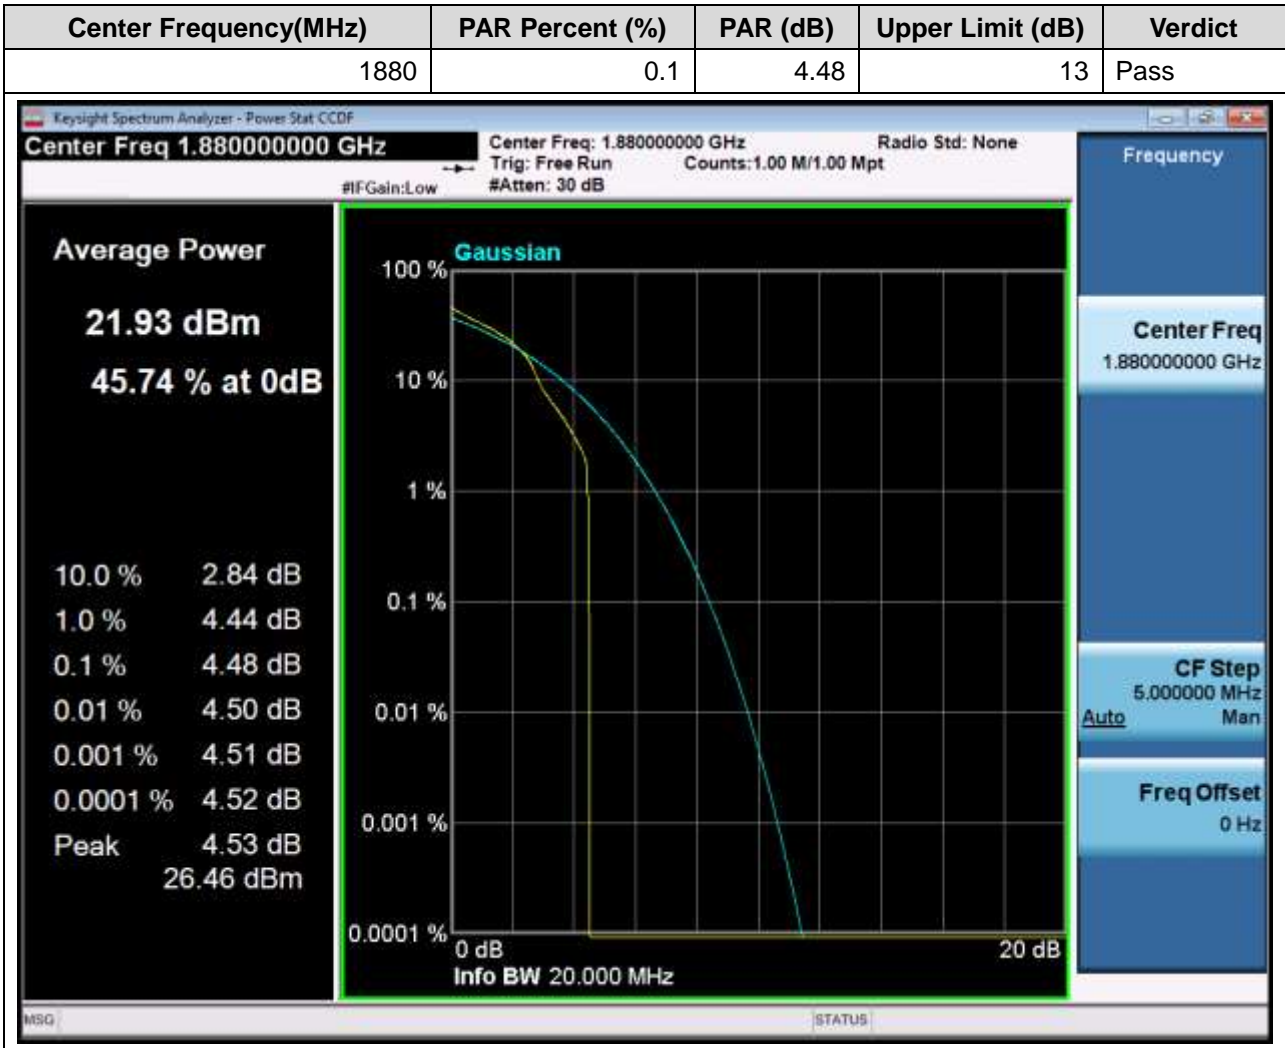 Center Frequency(MHz) PAR Percent (%) PAR (dB) Upper Limit (dB) Verdict
1880 0.1 4.48 13 Pass
Keysight Spectrum Analyzer - Power Stat CCDF
Center Freq 1.880000000 GHz
#IFGain:Low
Center Freq: 1.880000000 GHz Radio Std: None
Trig: Free Run Counts:1.00 M/1.00 Mpt
#Atten: 30 dB
Average Power
21.93 dBm
45.74 % at 0dB
10.0 % 2.84 dB
1.0 % 4.44 dB
0.1 % 4.48 dB
0.01 % 4.50 dB
0.001 % 4.51 dB
0.0001 % 4.52 dB
Peak 4.53 dB
26.46 dBm
Gaussian
100 %
10 %
1 %
0.1 %
0.01 %
0.001 %
0.0001 %
0 dB 20 dB
Info BW 20.000 MHz
Frequency
Center Freq
1.880000000 GHz
CF Step
5.000000 MHz
Auto Man
Freq Offset
0 Hz
MSG STATUS